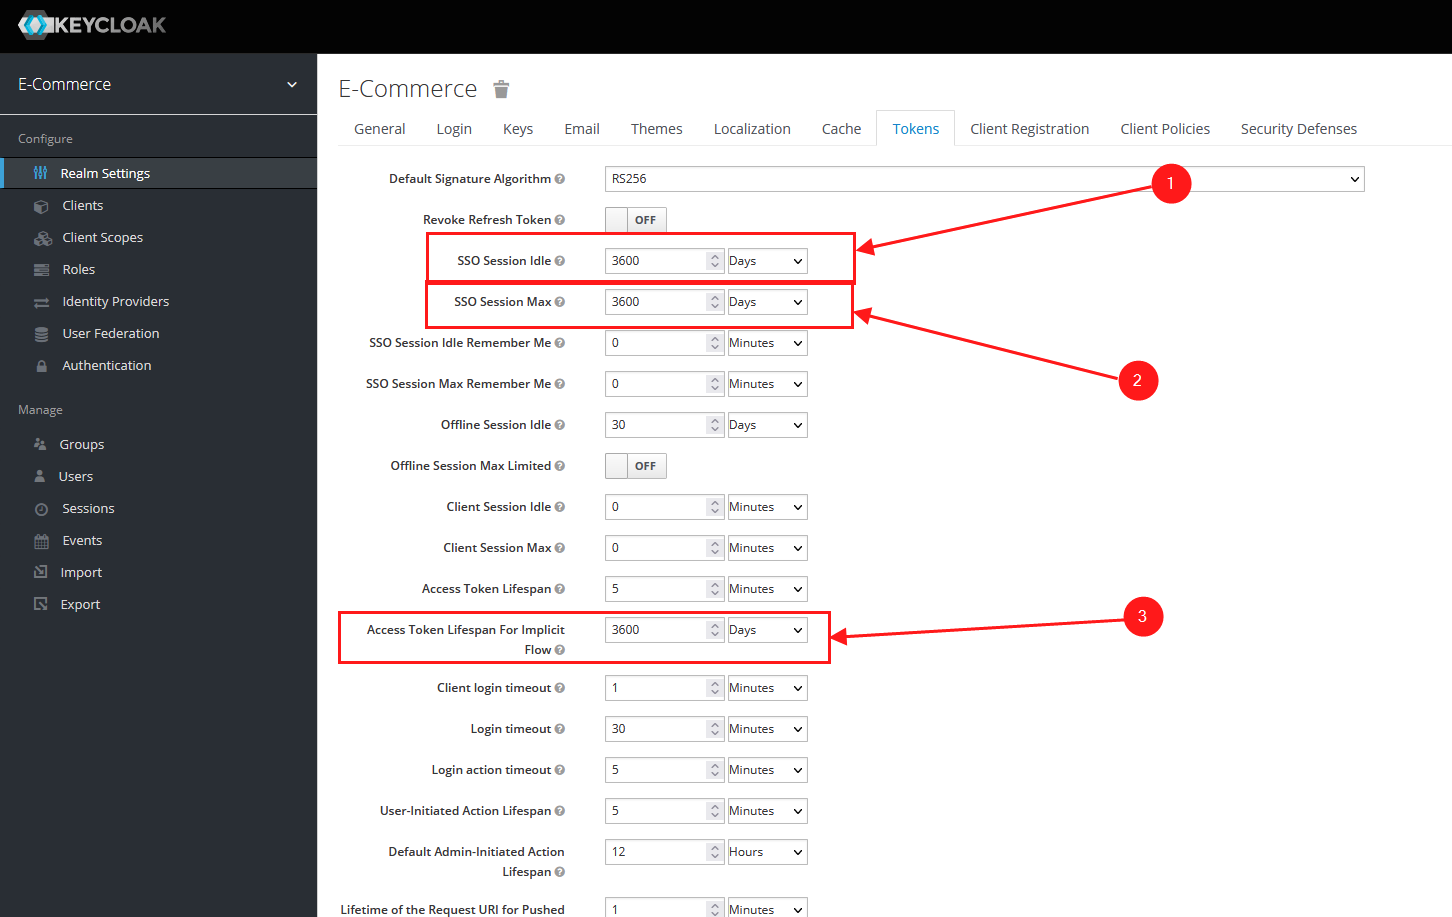 KEYCLOAK
E-Commerce
Configure
Realm Settings
Clients
Client Scopes
Roles
Identity Providers
User Federation
Authentication
Manage
Groups
Users
Sessions
Events
Import
Export
E-Commerce
General Login Keys Email Themes Localization Cache Tokens Client Registration Client Policies Security Defenses
Default Signature Algorithm RS256
1
Revoke Refresh Token OFF
SSO Session Idle 3600 Days
SSO Session Max 3600 Days
SSO Session Idle Remember Me 0 Minutes
SSO Session Max Remember Me 0 Minutes
2
Offline Session Idle 30 Days
Offline Session Max Limited OFF
Client Session Idle 0 Minutes
Client Session Max 0 Minutes
Access Token Lifespan 5 Minutes
3
Access Token Lifespan For Implicit 3600 Days
Flow
Client login timeout 1 Minutes
Login timeout 30 Minutes
Login action timeout 5 Minutes
User-Initiated Action Lifespan 5 Minutes
Default Admin-Initiated Action 12 Hours
Lifespan
Lifetime of the Request URI for Pushed 1 Minutes